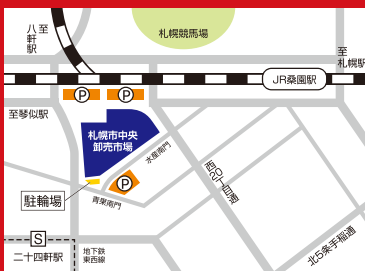 札幌競馬場
至
八軒駅
至
札幌駅
JR桑園駅
P
P
至琴似駅
札幌市中央
卸売市場
水産南門
西20丁目通
P
駐輪場
青果南門
北5条手稲通
S
二十四軒駅
地下鉄
東西線